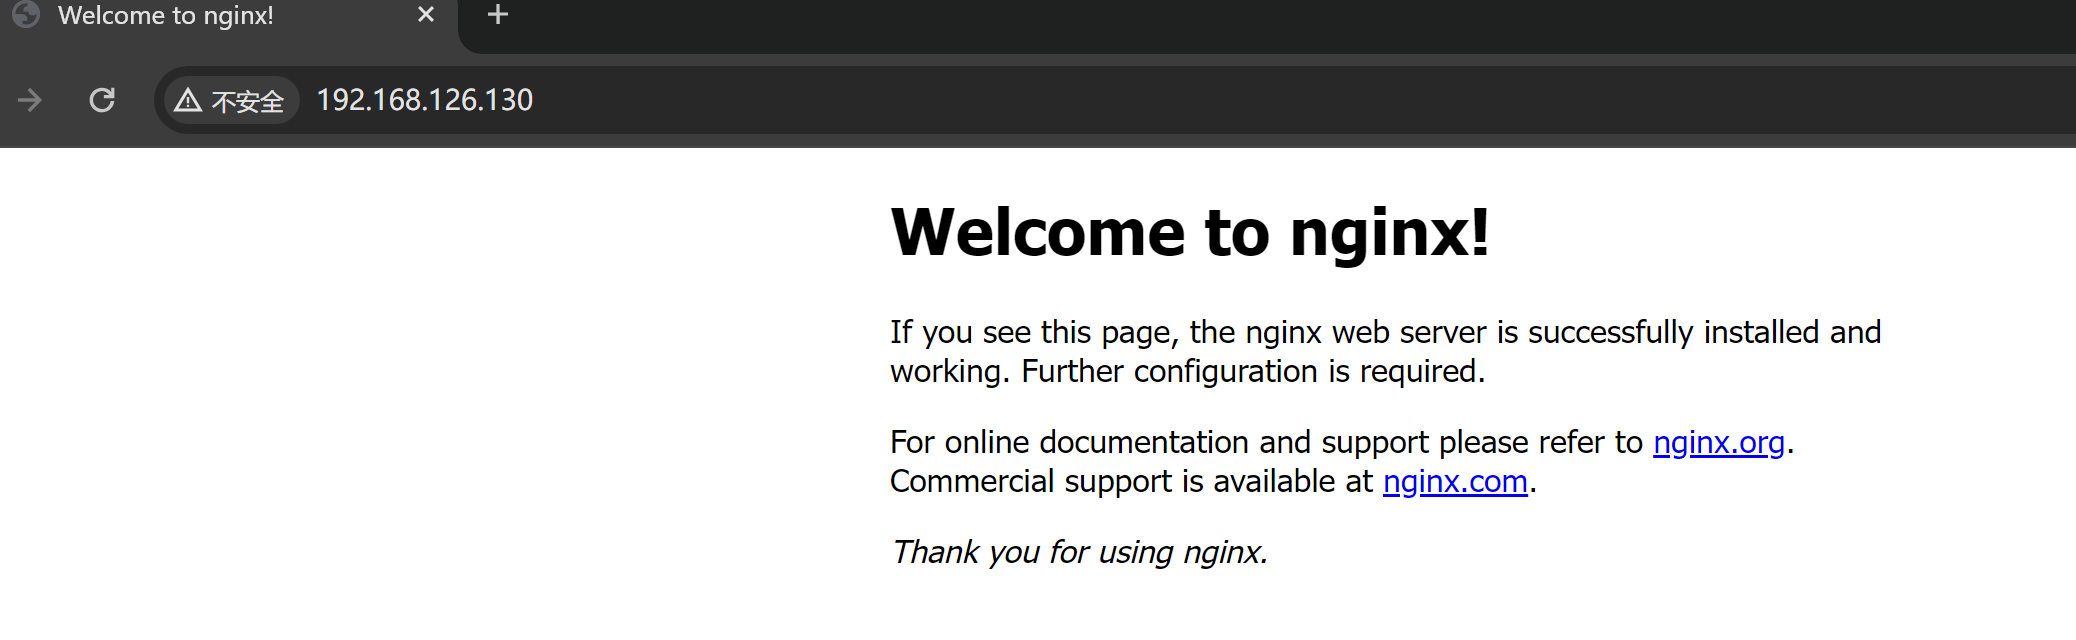 Welcome to nginx!
不安全 192.168.126.130
Welcome to nginx!
If you see this page, the nginx web server is successfully installed and
working. Further configuration is required.
For online documentation and support please refer to nginx.org.
Commercial support is available at nginx.com.
Thank you for using nginx.